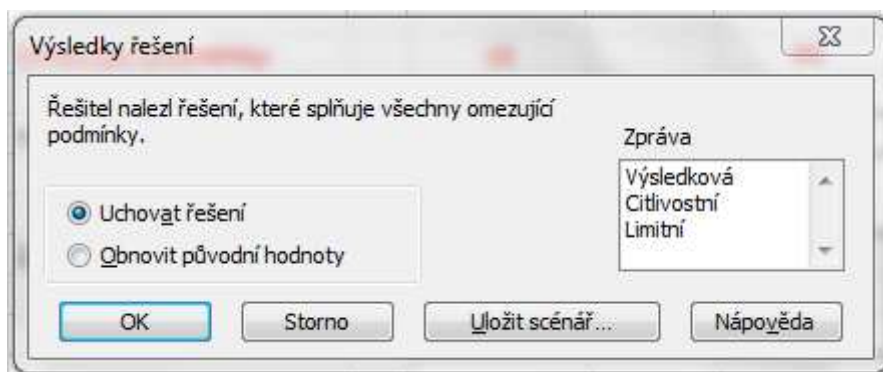 Výsledky řešení
Řešitel nalezl řešení, které splňuje všechny omezující
podmínky.
Zpráva
Výsledková
Citlivostní
Limitní
Uchovat řešení
Obnovit původní hodnoty
OK
Storno
Uložit scénář...
Nápověda